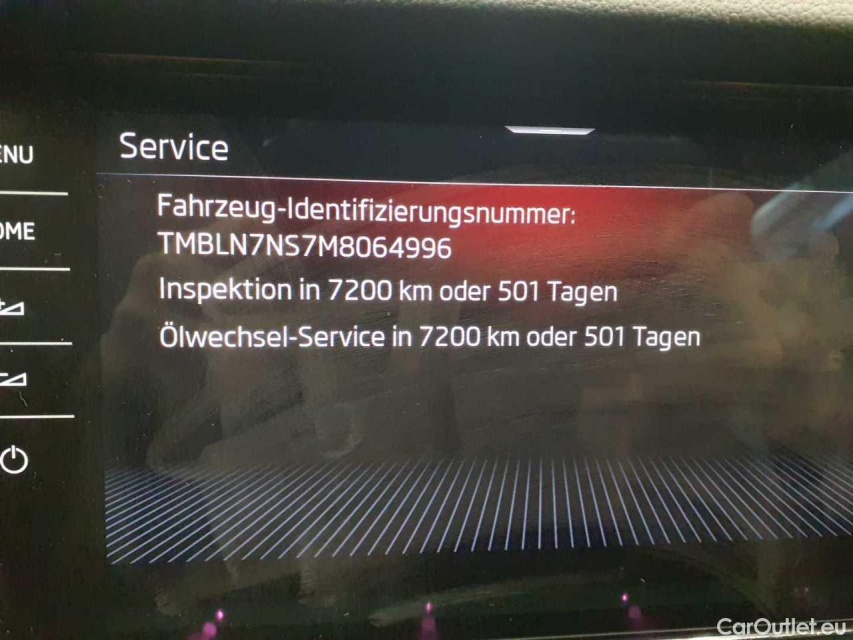 Service
Fahrzeug-Identifizierungsnummer:
TMBLN7NS7M8064996
Inspektion in 7200 km oder 501 Tagen
Ölwechsel-Service in 7200 km oder 501 Tagen
ENU
OME
CarOutlet.eu